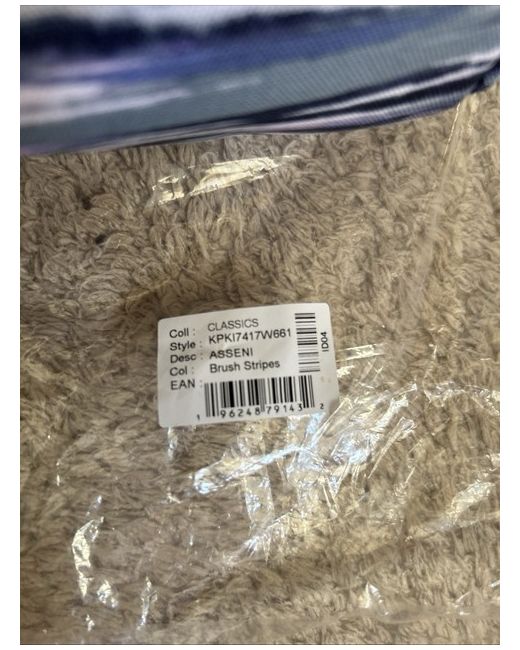 Coll : CLASSICS
Style : KPKI7417W661
Desc : ASSENI
Col : Brush Stripes
EAN :
1 96248 79143 2
ID04